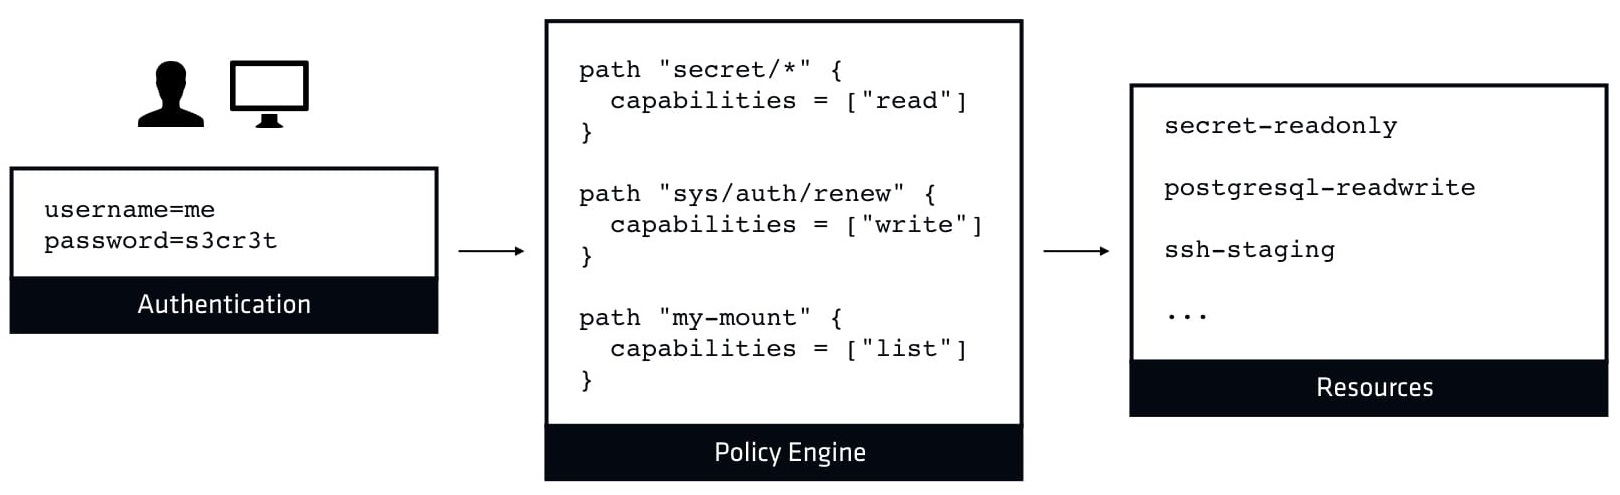 username=me
password=s3cr3t
Authentication
path "secret/*" {
  capabilities = ["read"]
}
path "sys/auth/renew" {
  capabilities = ["write"]
}
path "my-mount" {
  capabilities = ["list"]
}
Policy Engine
secret-readonly
postgresql-readwrite
ssh-staging
...
Resources